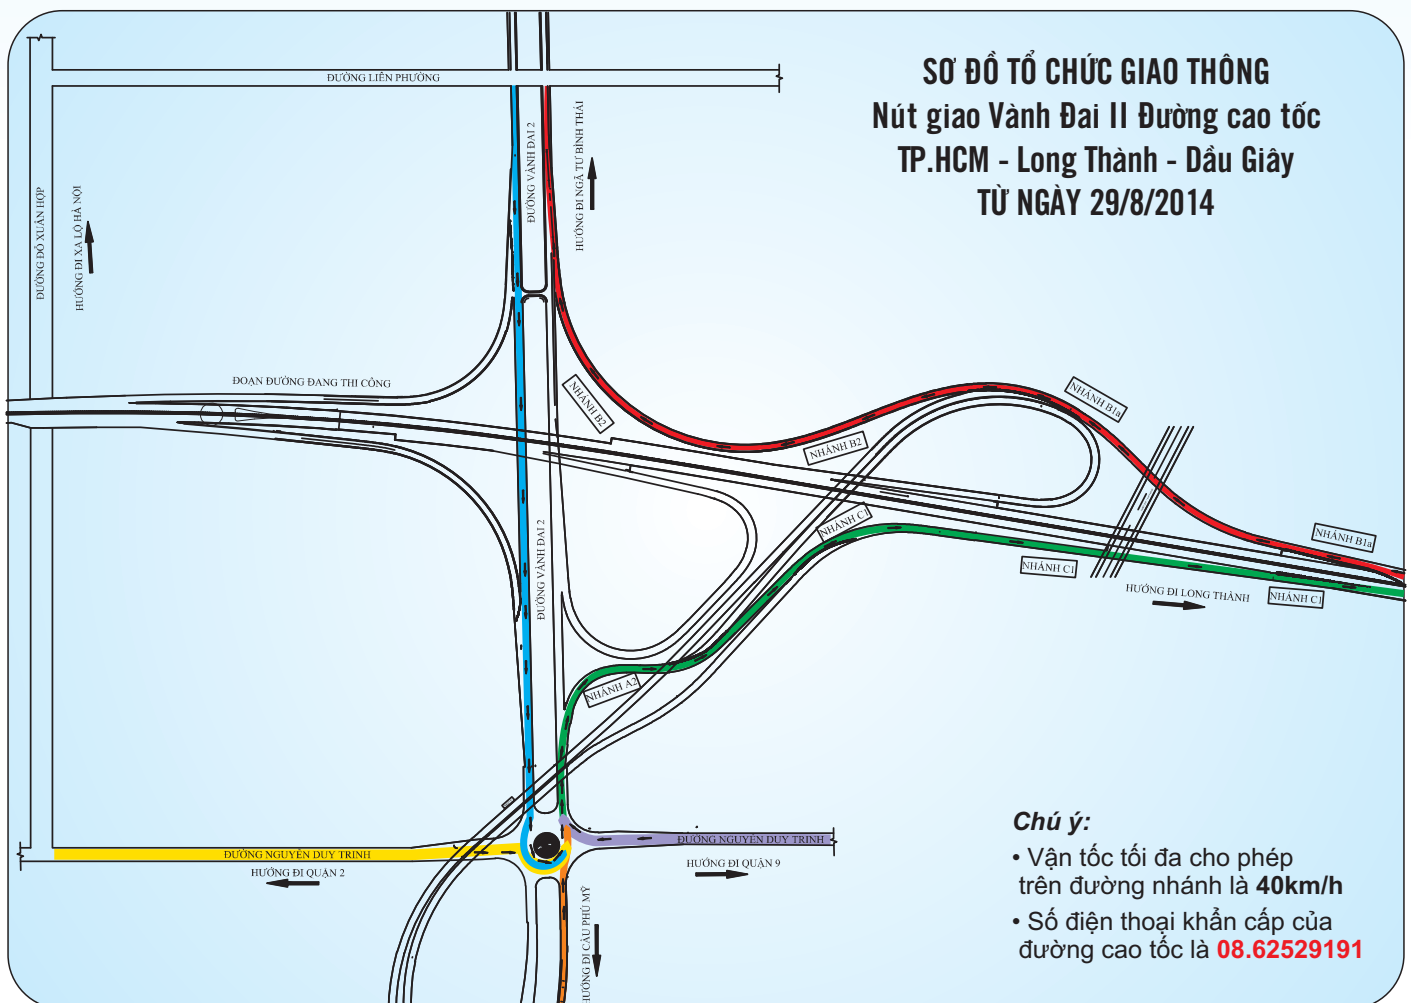 SƠ ĐỒ TỔ CHỨC GIAO THÔNG
Nút giao Vành Đai II Đường cao tốc
TP.HCM - Long Thành - Dầu Giây
TỪ NGÀY 29/8/2014
ĐƯỜNG LIÊN PHƯỜNG
ĐƯỜNG ĐỖ XUÂN HỢP
HƯỚNG ĐI XA LỘ HÀ NỘI
ĐƯỜNG VÀNH ĐAI 2
HƯỚNG ĐI NGÃ TƯ BÌNH THÁI
ĐOẠN ĐƯỜNG ĐANG THI CÔNG
NHÁNH B2
NHÁNH B2
NHÁNH B1a
NHÁNH B1a
NHÁNH C1
NHÁNH C1
NHÁNH C1
HƯỚNG ĐI LONG THÀNH
ĐƯỜNG VÀNH ĐAI 2
NHÁNH A2
ĐƯỜNG NGUYỄN DUY TRINH
HƯỚNG ĐI QUẬN 2
ĐƯỜNG NGUYỄN DUY TRINH
HƯỚNG ĐI QUẬN 9
HƯỚNG ĐI CẦU PHÚ MỸ
Chú ý:
• Vận tốc tối đa cho phép
trên đường nhánh là 40km/h
• Số điện thoại khẩn cấp của
đường cao tốc là 08.62529191